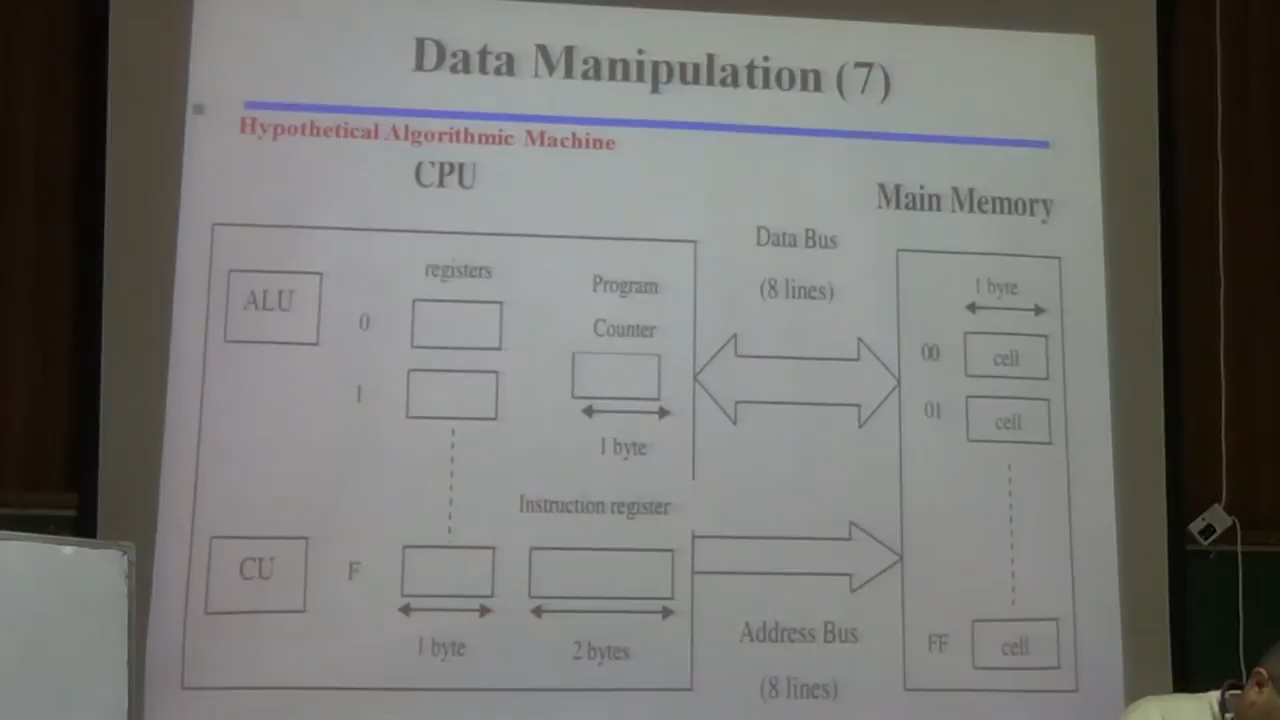 Data Manipulation (7)
Hypothetical Algorithmic Machine
CPU
Main Memory
Data Bus
(8 lines)
registers
Program
Counter
1 byte
ALU
0
1
1 byte
00
cell
01
cell
Instruction register
CU
F
1 byte
2 bytes
Address Bus
(8 lines)
FF
cell